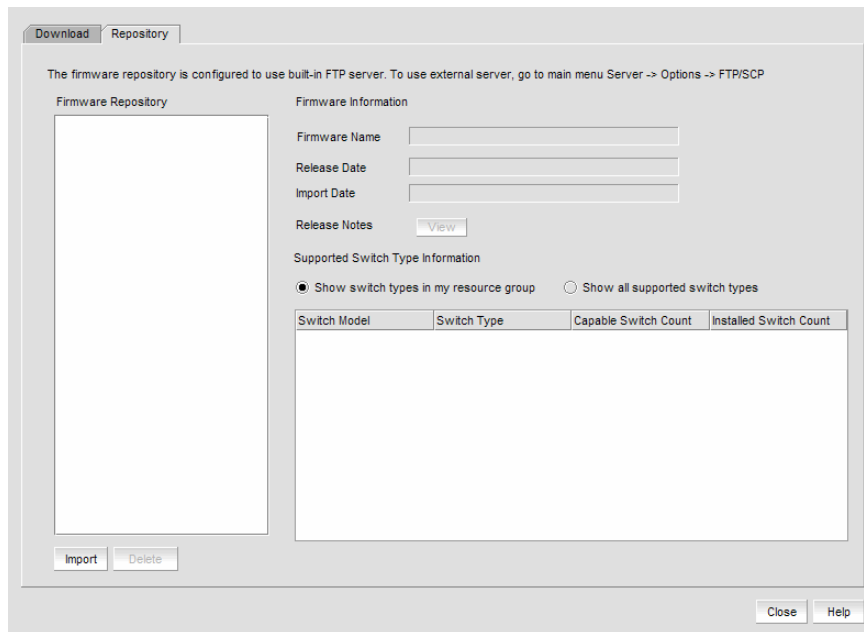 Download Repository
The firmware repository is configured to use built-in FTP server. To use external server, go to main menu Server -> Options -> FTP/SCP
Firmware Repository
Firmware Information
Firmware Name
Release Date
Import Date
Release Notes View
Supported Switch Type Information
Show switch types in my resource group Show all supported switch types
Switch Model Switch Type Capable Switch Count Installed Switch Count
Import Delete
Close Help